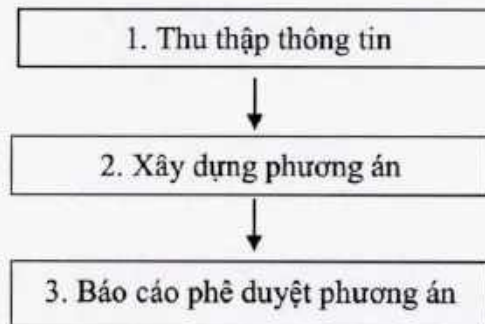 1. Thu thập thông tin
2. Xây dựng phương án
3. Báo cáo phê duyệt phương án